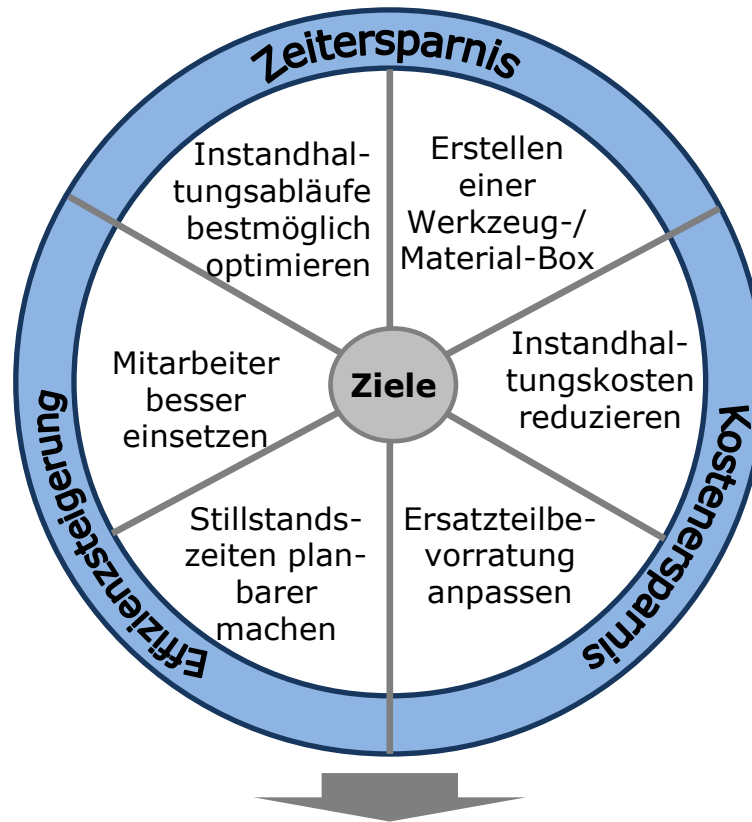 Zeitersparnis
Instandhal-
tungsabläufe
bestmöglich
optimieren
Erstellen
einer
Werkzeug-/
Material-Box
Mitarbeiter
besser
einsetzen
Ziele
Instandhal-
tungskosten
reduzieren
Stillstands-
zeiten plan-
barer
machen
Ersatzteilbe-
vorratung
anpassen
Effizienzsteigerung
Kostenersparnis